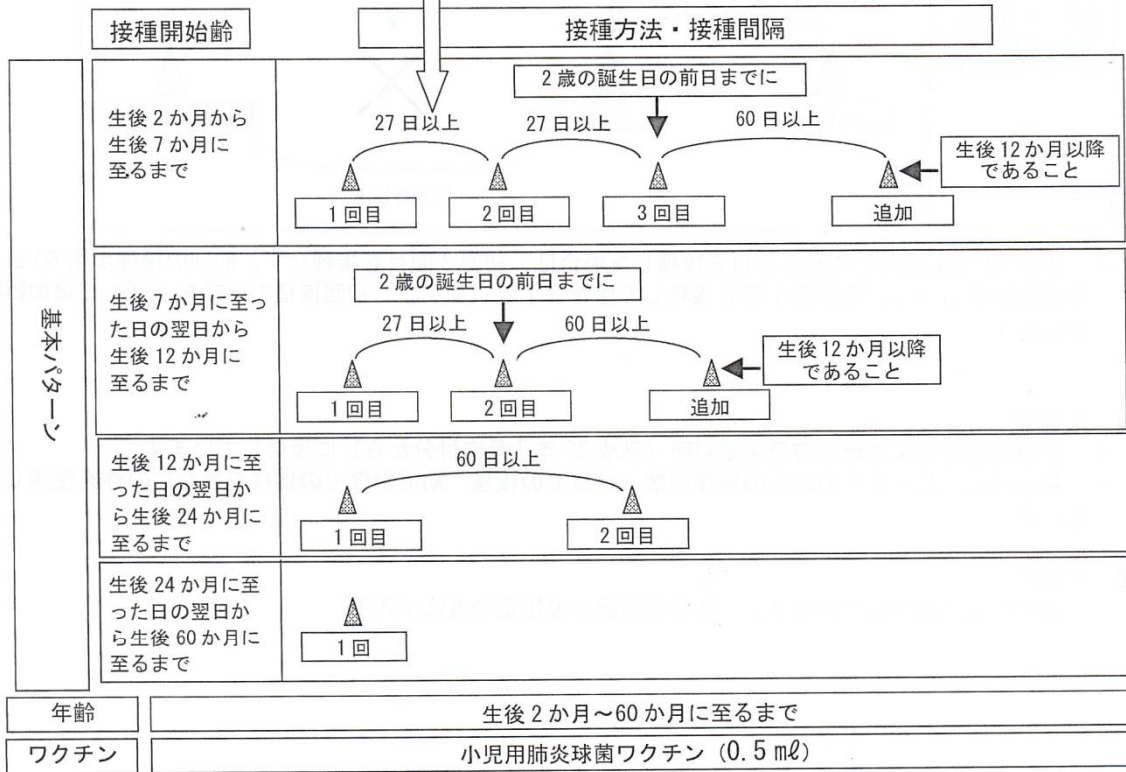 接種開始齢
接種方法・接種間隔
基本パターン
生後2か月から
生後7か月に
至るまで
2歳の誕生日の前日までに
27日以上
27日以上
60日以上
生後12か月以降
であること
1回目
2回目
3回目
追加
生後7か月に至っ
た日の翌日から
生後12か月に
至るまで
2歳の誕生日の前日までに
27日以上
60日以上
生後12か月以降
であること
1回目
2回目
追加
生後12か月に至
った日の翌日か
ら生後24か月に
至るまで
60日以上
1回目
2回目
生後24か月に至
った日の翌日か
ら生後60か月に
至るまで
1回
年齢
生後2か月~60か月に至るまで
ワクチン
小児用肺炎球菌ワクチン(0.5㎖)